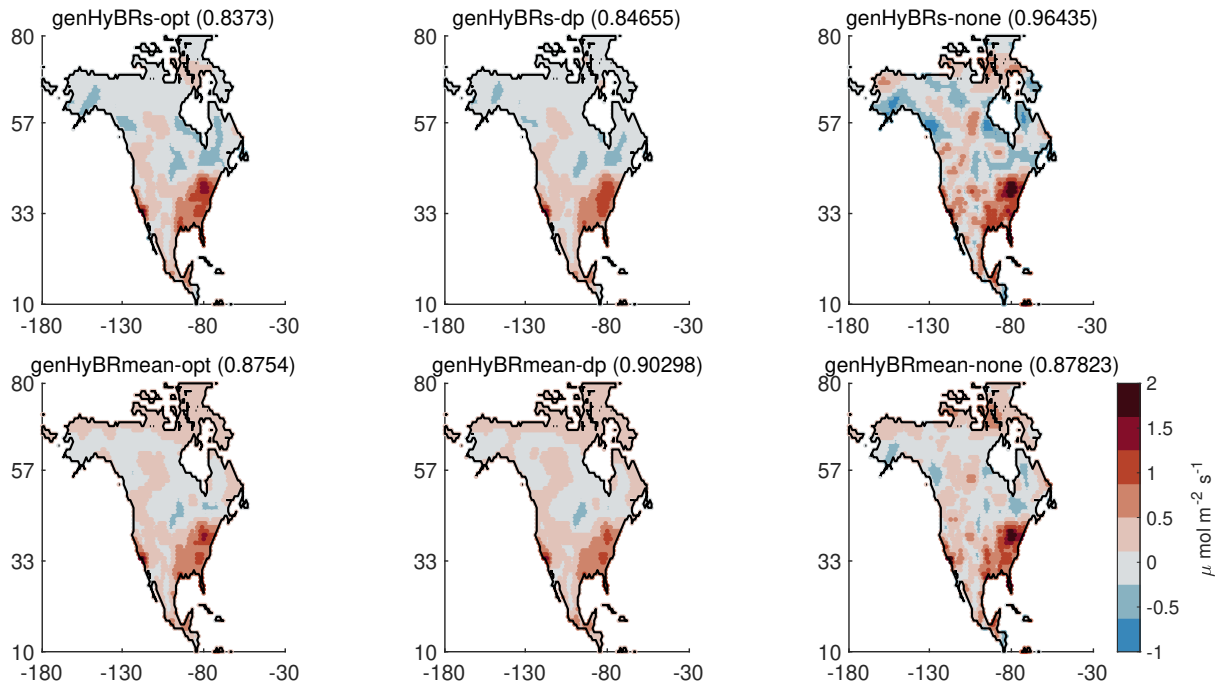 genHyBRs-opt (0.8373)
80
57
33
10
-180 -130 -80 -30
genHyBRs-dp (0.84655)
80
57
33
10
-180 -130 -80 -30
genHyBRs-none (0.96435)
80
57
33
10
-180 -130 -80 -30
genHyBRmean-opt (0.8754)
80
57
33
10
-180 -130 -80 -30
genHyBRmean-dp (0.90298)
80
57
33
10
-180 -130 -80 -30
genHyBRmean-none (0.87823)
80
57
33
10
-180 -130 -80 -30
2
1.5
1
0.5
0
-0.5
-1
μ mol m⁻² s⁻¹